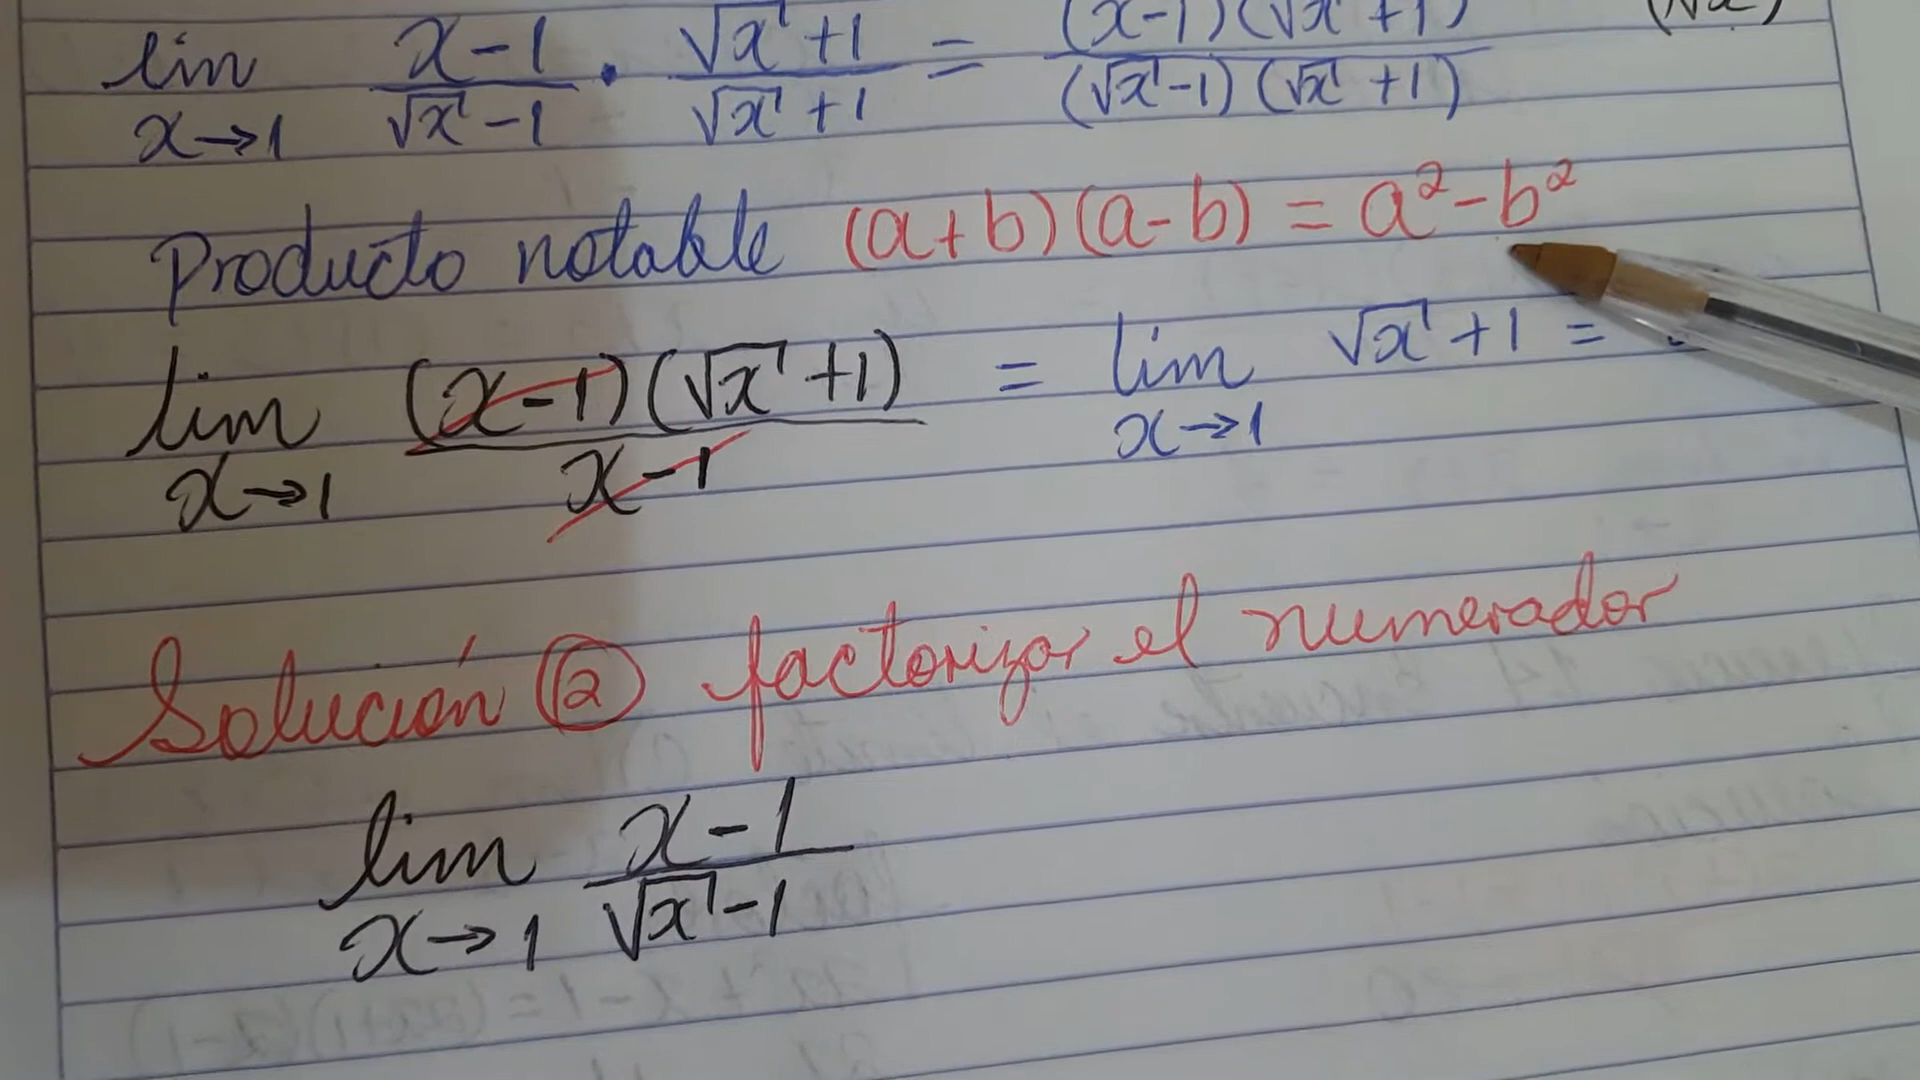 lim x→1 x-1/√x-1 · √x+1/√x+1 = (x-1)(√x+1)/(√x-1)(√x+1)
Producto notable (a+b)(a-b) = a²-b²
lim x→1 (x-1)(√x+1)/x-1 = lim x→1 √x+1 =
Solución ② factorizar el numerador
lim x→1 x-1/√x-1